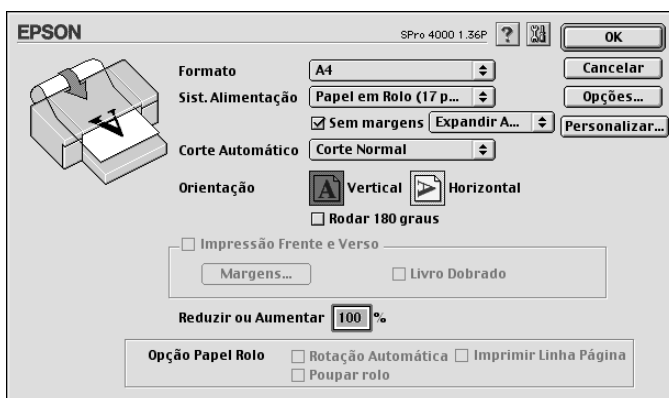 EPSON SPro 4000 1.36P ? OK
Formato A4 Cancelar
Sist. Alimentação Papel em Rolo (17 p... Opções...
Sem margens Expandir A... Personalizar...
Corte Automático Corte Normal
Orientação A Vertical A Horizontal
Rodar 180 graus
Impressão Frente e Verso
Margens... Livro Dobrado
Reduzir ou Aumentar 100 %
Opção Papel Rolo Rotação Automática Imprimir Linha Página
Poupar rolo